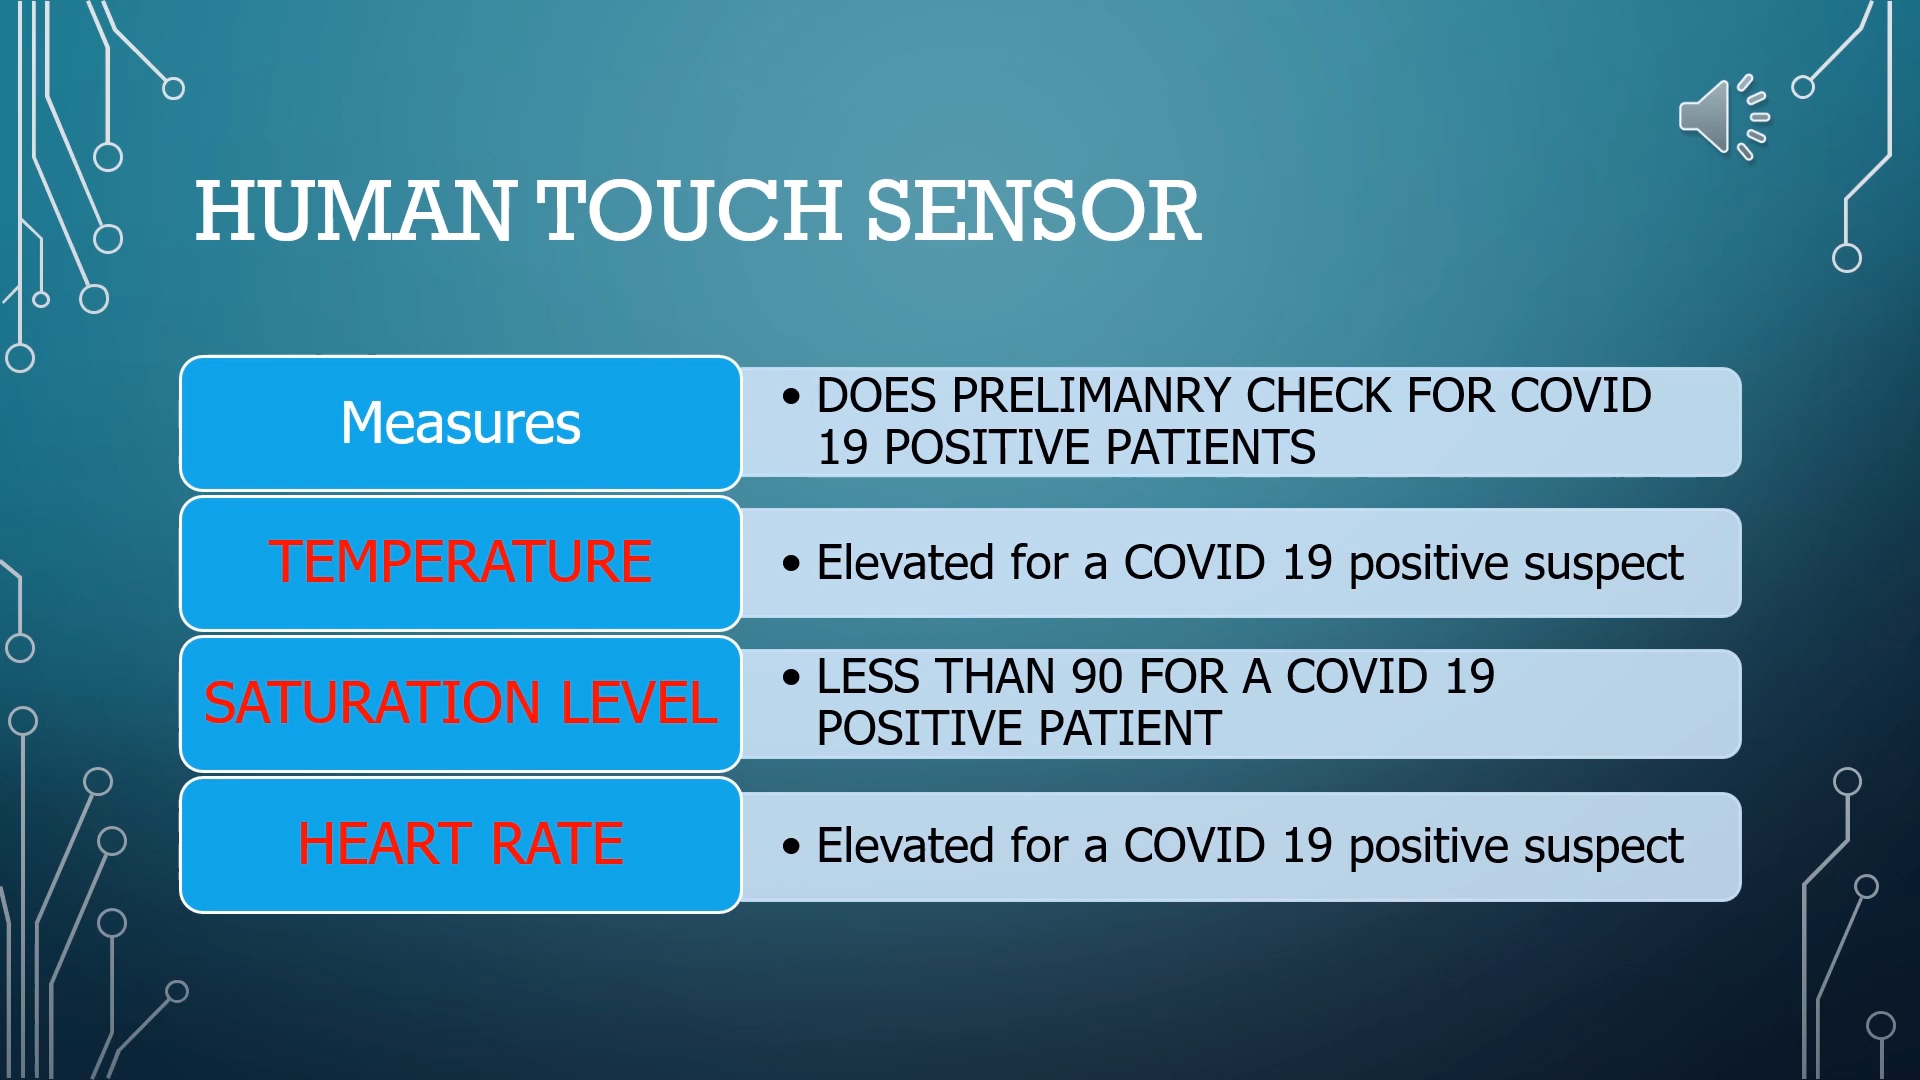 HUMAN TOUCH SENSOR
Measures
• DOES PRELIMANRY CHECK FOR COVID
19 POSITIVE PATIENTS
TEMPERATURE
• Elevated for a COVID 19 positive suspect
SATURATION LEVEL
• LESS THAN 90 FOR A COVID 19
POSITIVE PATIENT
HEART RATE
• Elevated for a COVID 19 positive suspect